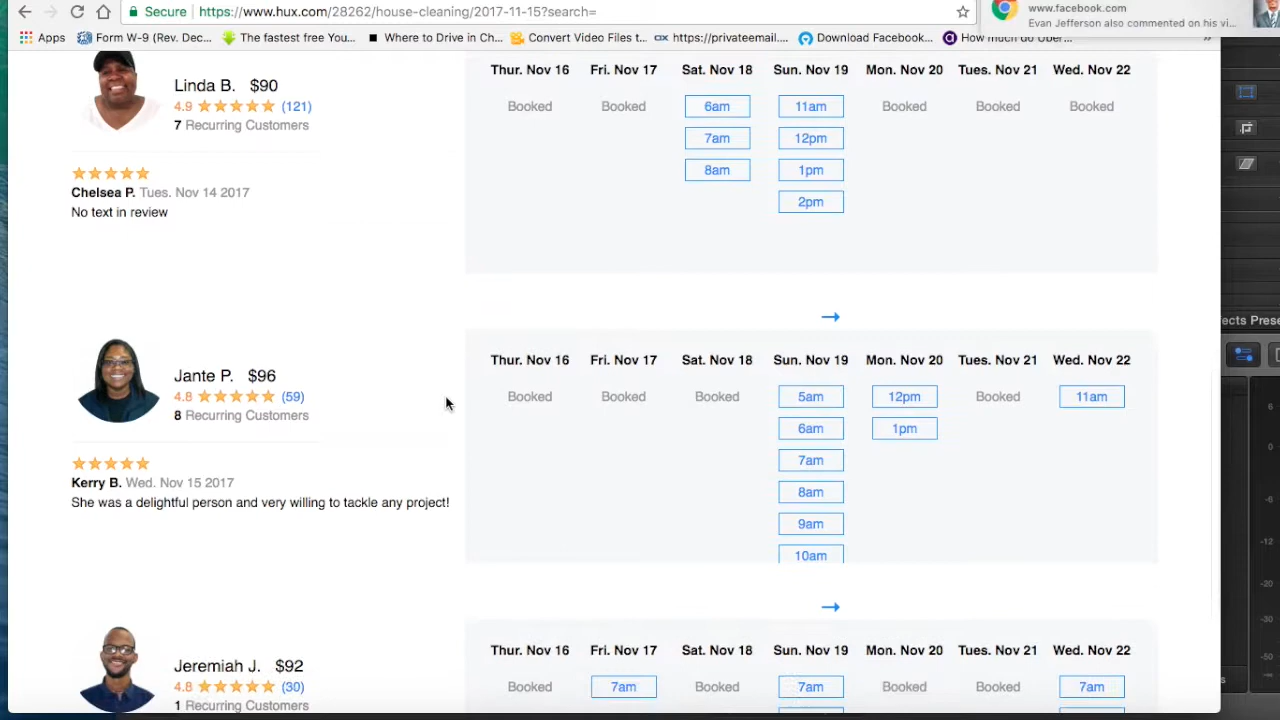 Secure https://www.hux.com/28262/house-cleaning/2017-11-15?search=
www.facebook.com
Evan Jefferson also commented on his vi...
Apps Form W-9 (Rev. Dec... The fastest free You... Where to Drive in Ch... Convert Video Files t... https://privateemail.... Download Facebook... How much do Uber... »
Linda B. $90
4.9 (121)
7 Recurring Customers
Chelsea P. Tues. Nov 14 2017
No text in review
Thur. Nov 16 Fri. Nov 17 Sat. Nov 18 Sun. Nov 19 Mon. Nov 20 Tues. Nov 21 Wed. Nov 22
Booked Booked 6am 11am Booked Booked Booked
7am 12pm
8am 1pm
2pm
→
Jante P. $96
4.8 (59)
8 Recurring Customers
Kerry B. Wed. Nov 15 2017
She was a delightful person and very willing to tackle any project!
Thur. Nov 16 Fri. Nov 17 Sat. Nov 18 Sun. Nov 19 Mon. Nov 20 Tues. Nov 21 Wed. Nov 22
Booked Booked Booked 5am 12pm Booked 11am
6am 1pm
7am
8am
9am
10am
→
Jeremiah J. $92
4.8 (30)
1 Recurring Customers
Thur. Nov 16 Fri. Nov 17 Sat. Nov 18 Sun. Nov 19 Mon. Nov 20 Tues. Nov 21 Wed. Nov 22
Booked 7am Booked 7am Booked Booked 7am
ects Prese
6
0
-6
-12
-20
-30
-50